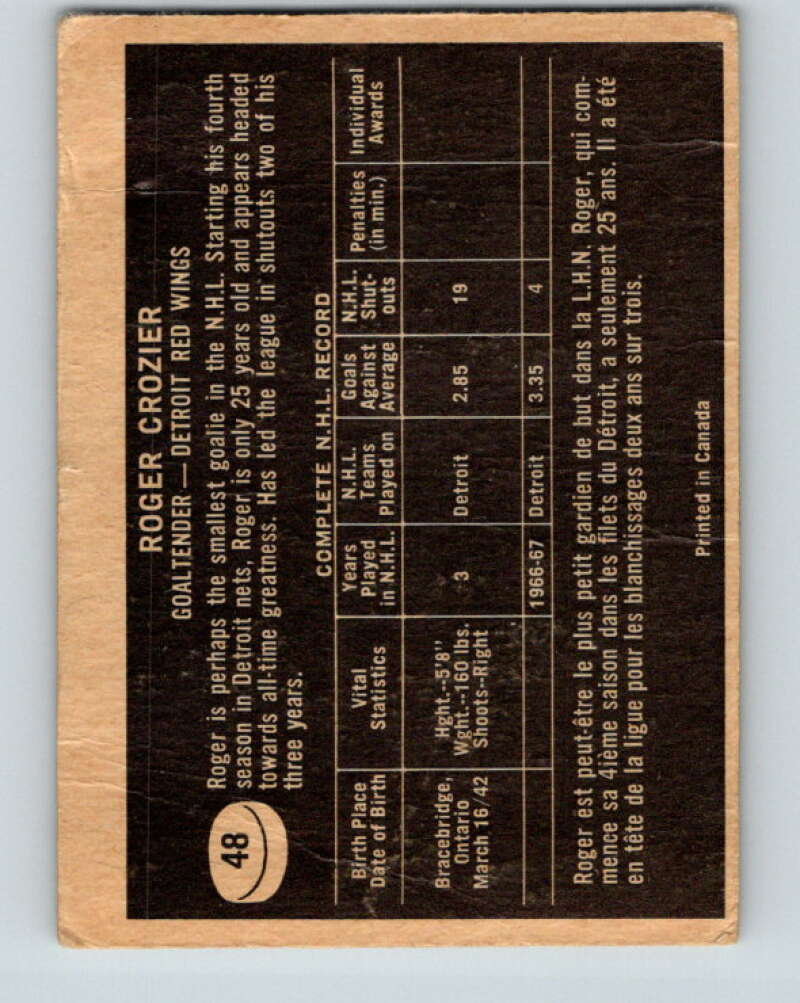 ROGER CROZIER
GOALTENDER — DETROIT RED WINGS
48
Roger is perhaps the smallest goalie in the N.H.L. Starting his fourth
season in Detroit nets, Roger is only 25 years old and appears headed
towards all-time greatness. Has led the league in shutouts two of his
three years.
COMPLETE N.H.L. RECORD
Birth Place
Date of Birth
Vital
Statistics
Years
Played
in N.H.L.
N.H.L.
Teams
Played on
Goals
Against
Average
N.H.L.
Shut-
outs
Penalties
(in min.)
Individual
Awards
Bracebridge,
Ontario
March 16/42
Hght.--5'8"
Wght.--160 lbs.
Shoots--Right
3
Detroit
2.85
19
1966-67
Detroit
3.35
4
Roger est peut-être le plus petit gardien de but dans la L.H.N. Roger, qui com-
mence sa 4ième saison dans les filets du Détroit, a seulement 25 ans. Il a été
en tête de la ligue pour les blanchissages deux ans sur trois.
Printed in Canada